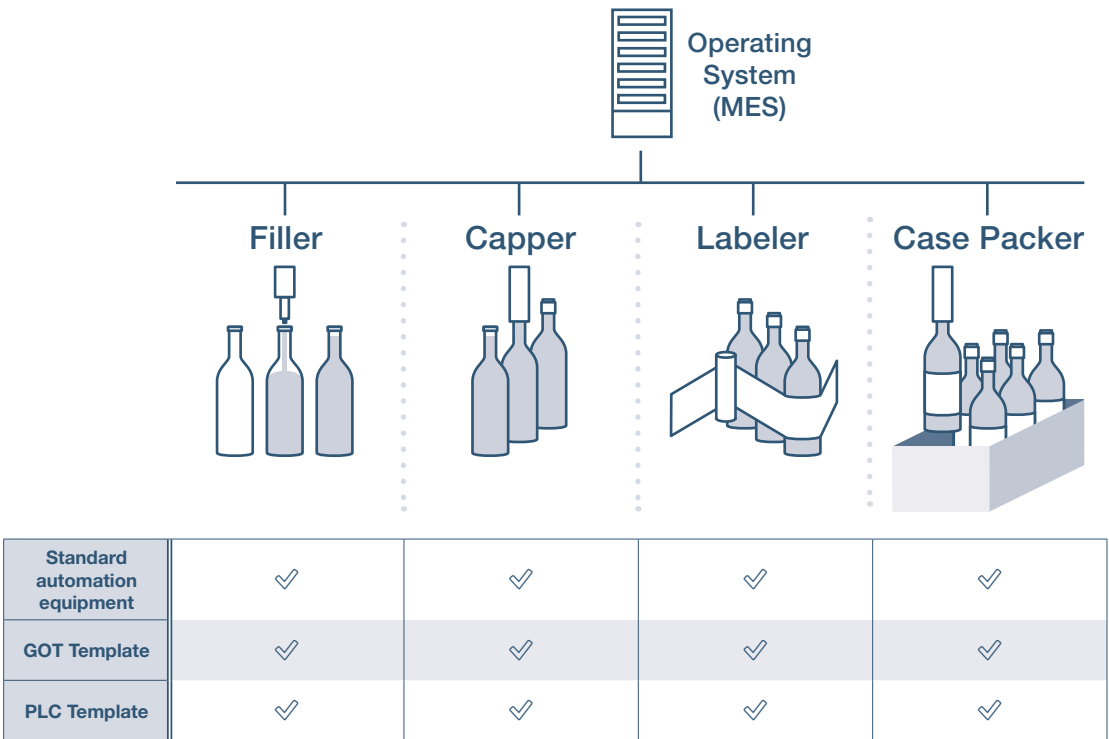 Operating
System
(MES)
Filler
Capper
Labeler
Case Packer
Standard
automation
equipment
GOT Template
PLC Template